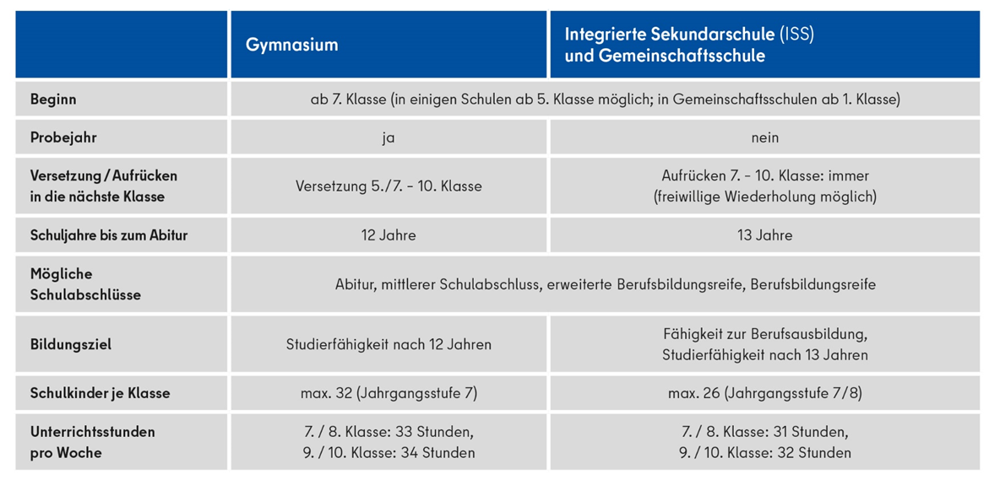 Gymnasium
Integrierte Sekundarschule (ISS)
und Gemeinschaftsschule
Beginn
ab 7. Klasse (in einigen Schulen ab 5. Klasse möglich; in Gemeinschaftsschulen ab 1. Klasse)
Probejahr
ja
nein
Versetzung / Aufrücken
in die nächste Klasse
Versetzung 5./7. - 10. Klasse
Aufrücken 7. - 10. Klasse: immer
(freiwillige Wiederholung möglich)
Schuljahre bis zum Abitur
12 Jahre
13 Jahre
Mögliche
Schulabschlüsse
Abitur, mittlerer Schulabschluss, erweiterte Berufsbildungsreife, Berufsbildungsreife
Bildungsziel
Studierfähigkeit nach 12 Jahren
Fähigkeit zur Berufsausbildung,
Studierfähigkeit nach 13 Jahren
Schulkinder je Klasse
max. 32 (Jahrgangsstufe 7)
max. 26 (Jahrgangsstufe 7/8)
Unterrichtsstunden
pro Woche
7. / 8. Klasse: 33 Stunden,
9. / 10. Klasse: 34 Stunden
7. / 8. Klasse: 31 Stunden,
9. / 10. Klasse: 32 Stunden